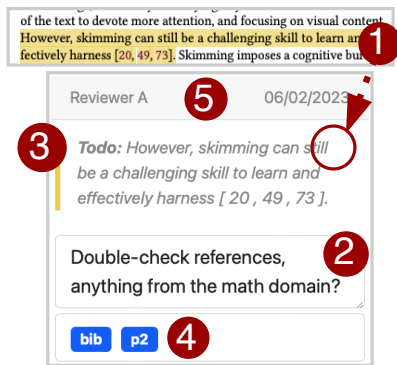 of the text to devote more attention, and focusing on visual content
However, skimming can still be a challenging skill to learn an
fectively harness [20, 49, 73]. Skimming imposes a cognitive
1
Reviewer A 5 06/02/2023
3 Todo: However, skimming can still
be a challenging skill to learn and
effectively harness [ 20 , 49 , 73 ].
Double-check references, 2
anything from the math domain?
bib p2 4